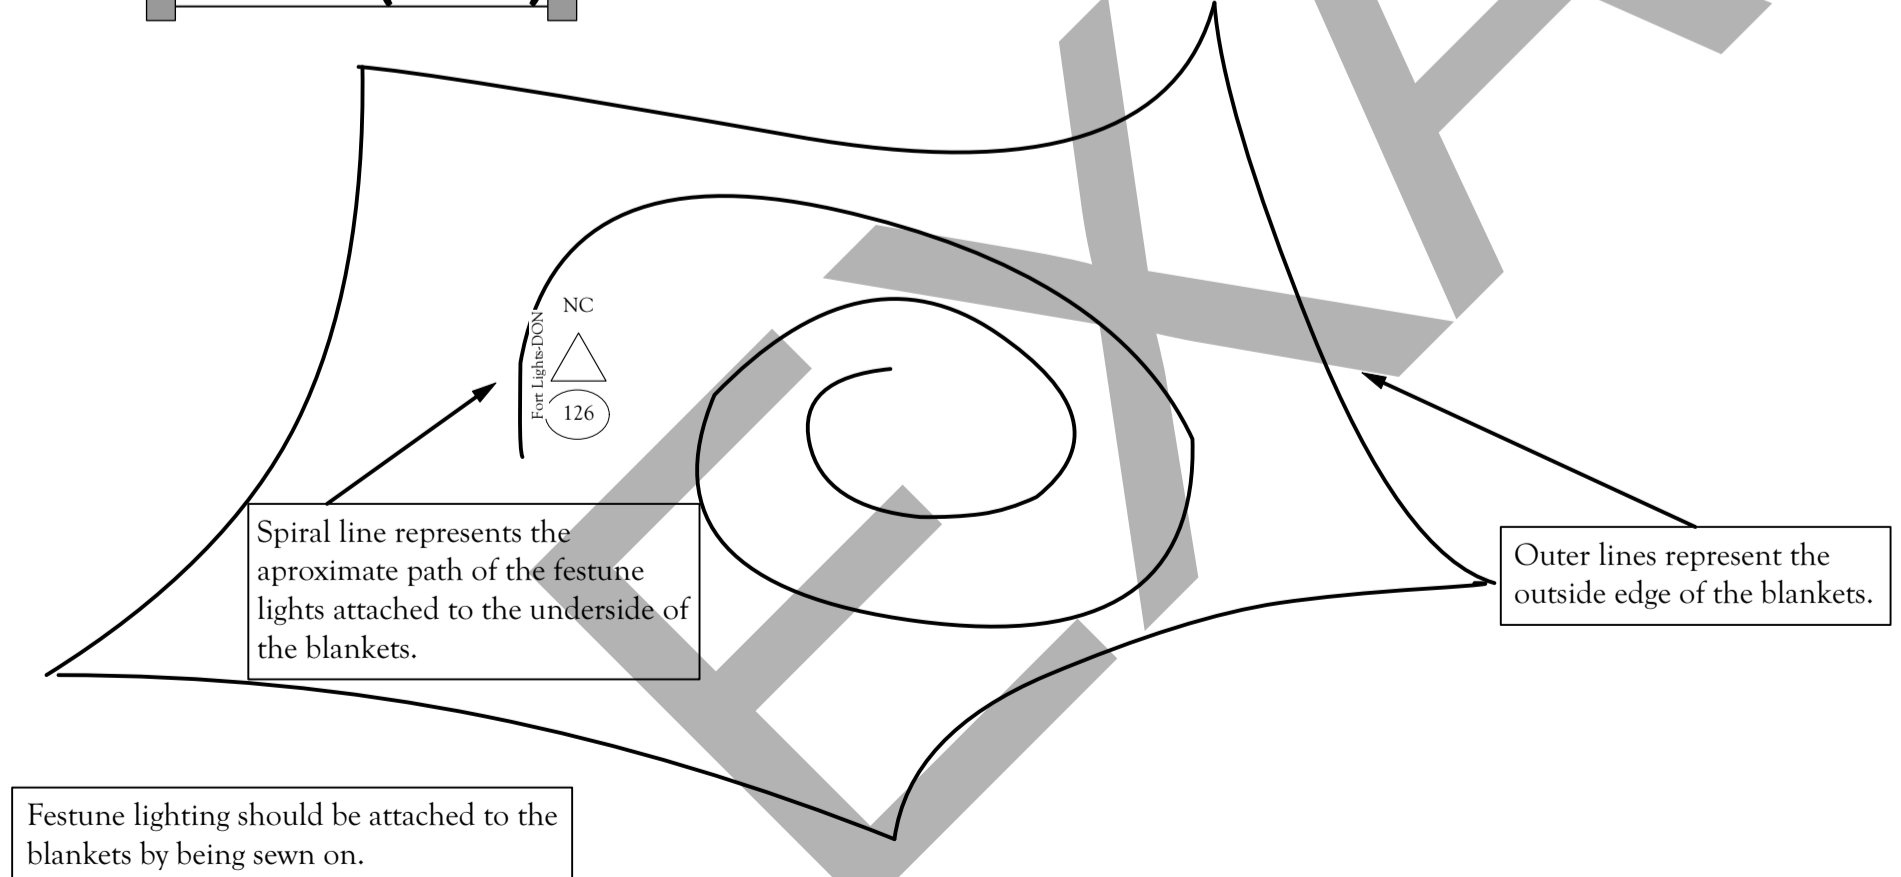 NC
Fort Lights-DON
126
Spiral line represents the
aproximate path of the festune
lights attached to the underside of
the blankets.
Outer lines represent the
outside edge of the blankets.
Festune lighting should be attached to the
blankets by being sewn on.